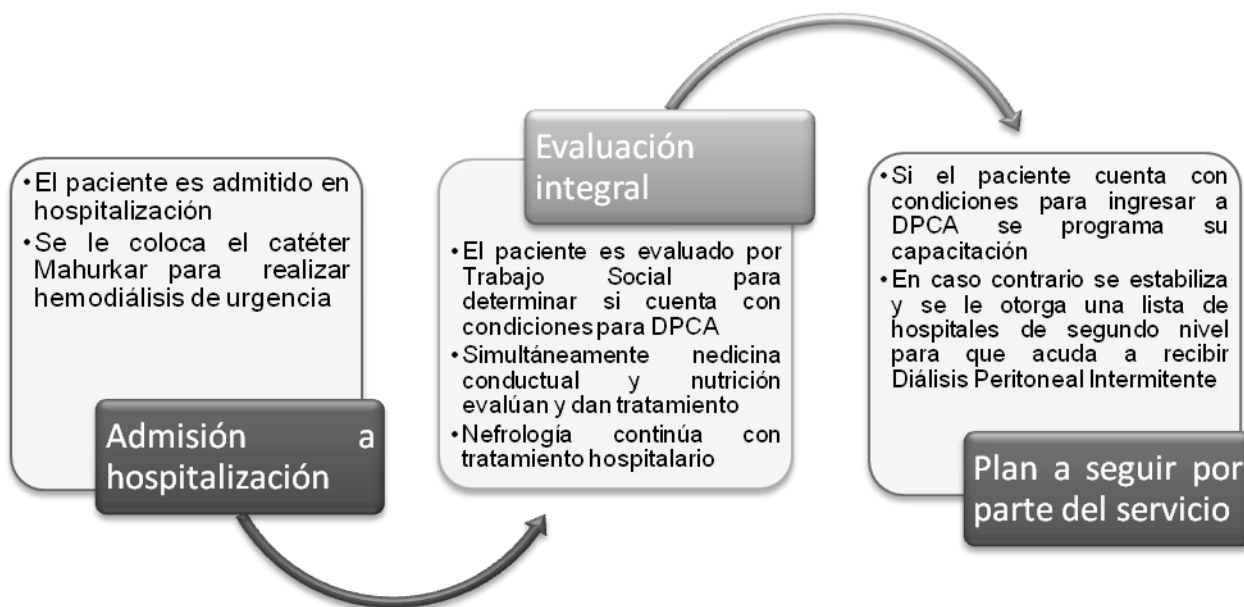 •El paciente es admitido en
hospitalización
•Se le coloca el catéter
Mahurkar para realizar
hemodiálisis de urgencia
Admisión a
hospitalización
Evaluación
integral
•El paciente es evaluado por
Trabajo Social para
determinar si cuenta con
condiciones para DPCA
•Simultáneamente nedicina
conductual y nutrición
evalúan y dan tratamiento
•Nefrología continúa con
tratamiento hospitalario
•Si el paciente cuenta con
condiciones para ingresar a
DPCA se programa su
capacitación
•En caso contrario se estabiliza
y se le otorga una lista de
hospitales de segundo nivel
para que acuda a recibir
Diálisis Peritoneal Intermitente
Plan a seguir por
parte del servicio